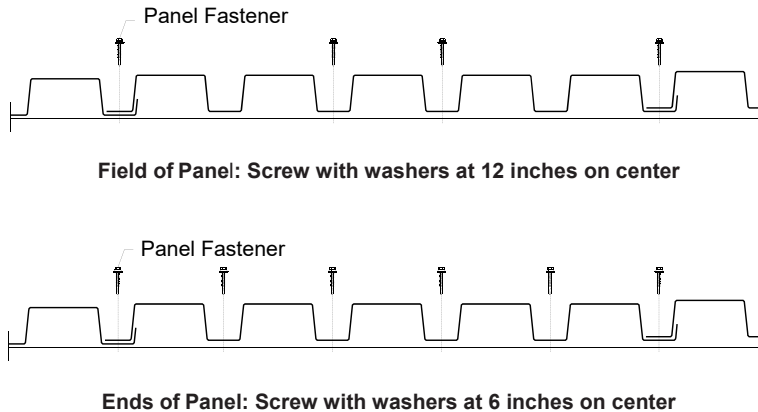 Panel Fastener
Field of Panel: Screw with washers at 12 inches on center
Panel Fastener
Ends of Panel: Screw with washers at 6 inches on center